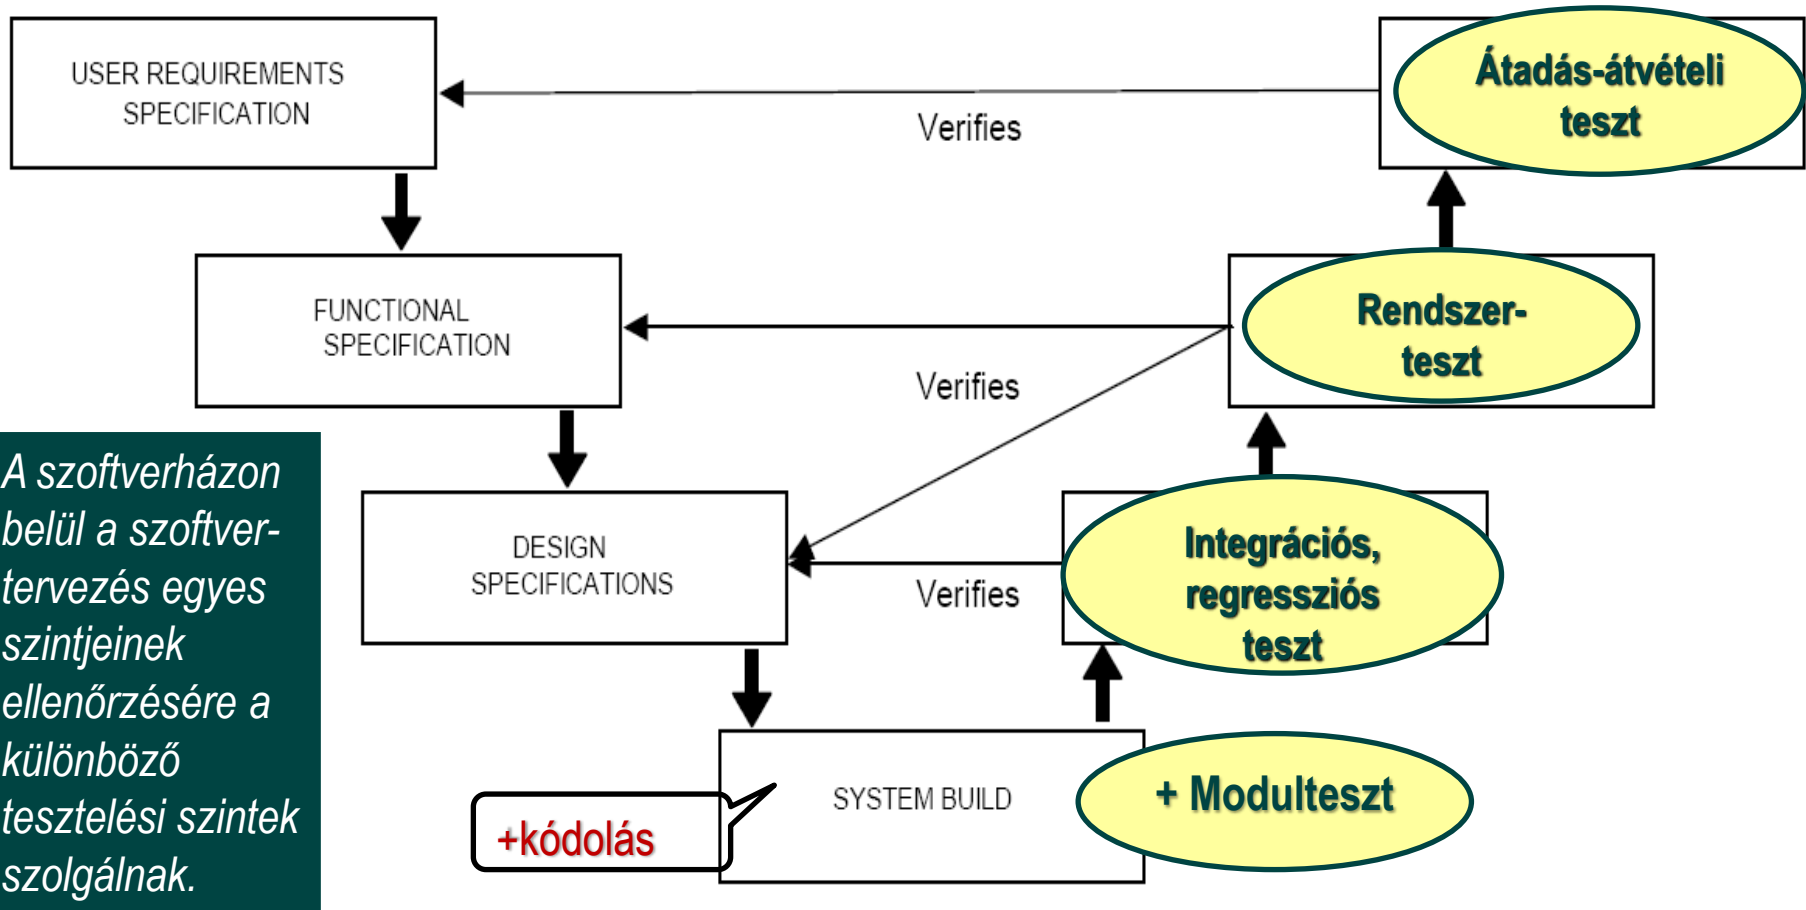 USER REQUIREMENTS
SPECIFICATION
Verifies
Átadás-átvételi
teszt
FUNCTIONAL
SPECIFICATION
Verifies
Rendszer-
teszt
A szoftverházon
belül a szoftver-
tervezés egyes
szintjeinek
ellenőrzésére a
különböző
tesztelési szintek
szolgálnak.
DESIGN
SPECIFICATIONS
Verifies
Integrációs,
regressziós
teszt
+kódolás
SYSTEM BUILD
+ Modulteszt